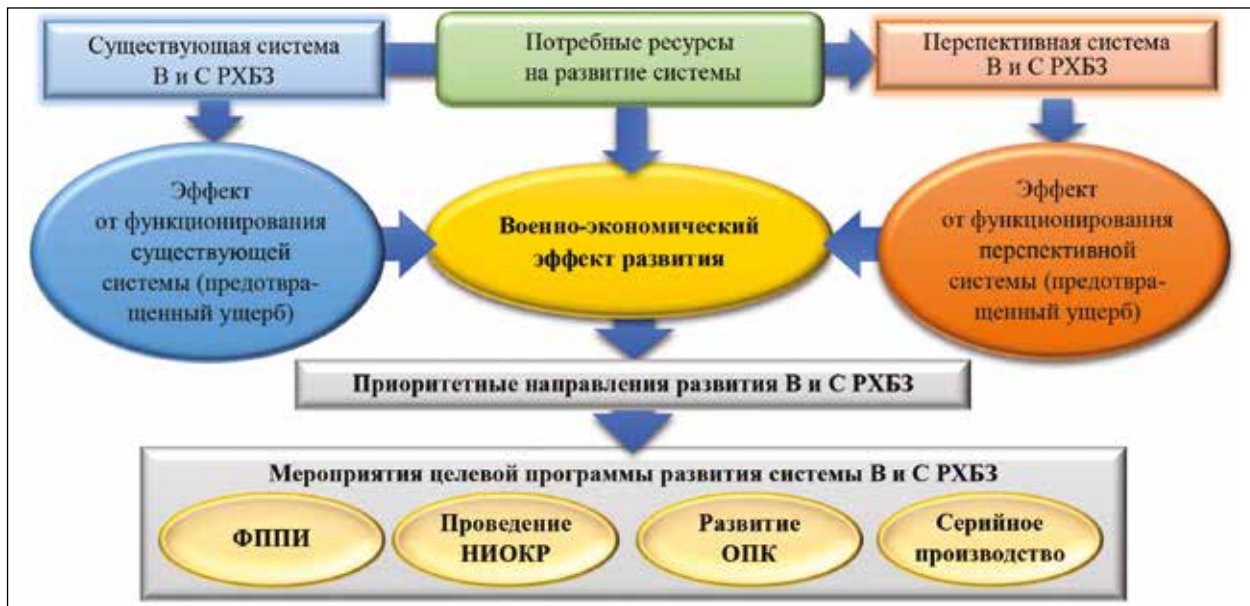 Существующая система
В и С РХБЗ
Потребные ресурсы
на развитие системы
Перспективная система
В и С РХБЗ
Эффект
от функционирования
существующей
системы (предотвра-
щенный ущерб)
Военно-экономический
эффект развития
Эффект
от функционирования
перспективной
системы (предотвра-
щенный ущерб)
Приоритетные направления развития В и С РХБЗ
Мероприятия целевой программы развития системы В и С РХБЗ
ФППИ
Проведение
НИОКР
Развитие
ОПК
Серийное
производство